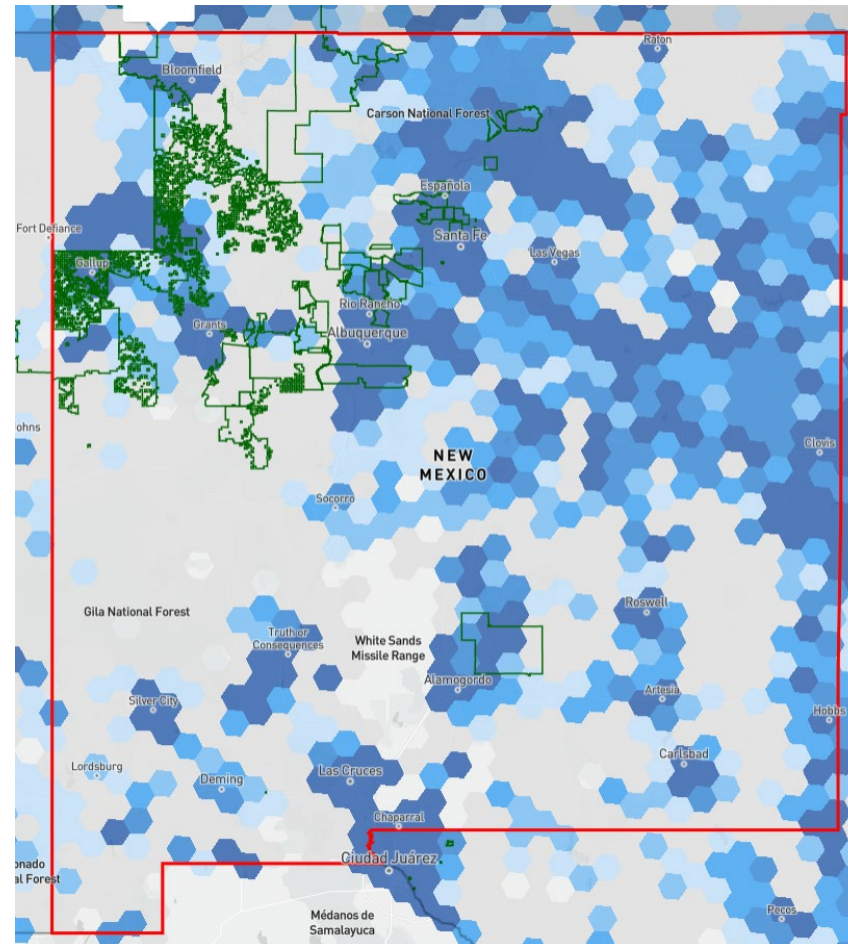 Raton
Bloomfield
Carson National Forest
Española
Fort Defiance
Santa Fe
Las Vegas
Gallup
Rio Rancho
Grants
Albuquerque
ohns
Clovis
NEW
MEXICO
Socorro
Roswell
Gila National Forest
Truth or
Consequences
White Sands
Missile Range
Alamogordo
Artesia
Silver City
Hobbs
Carlsbad
Lordsburg
Deming
Las Cruces
Chaparral
Ciudad Juárez
onado
al Forest
Médanos de
Samalayuca
Pecos